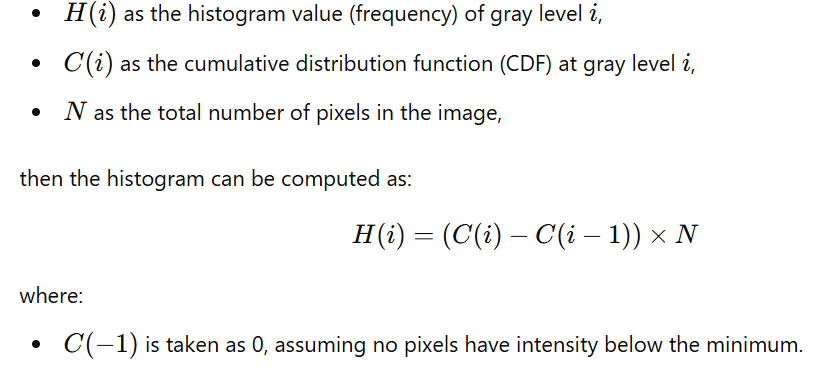 • H(i) as the histogram value (frequency) of gray level i,
• C(i) as the cumulative distribution function (CDF) at gray level i,
• N as the total number of pixels in the image,
then the histogram can be computed as:
H(i) = (C(i) − C(i − 1)) × N
where:
• C(−1) is taken as 0, assuming no pixels have intensity below the minimum.